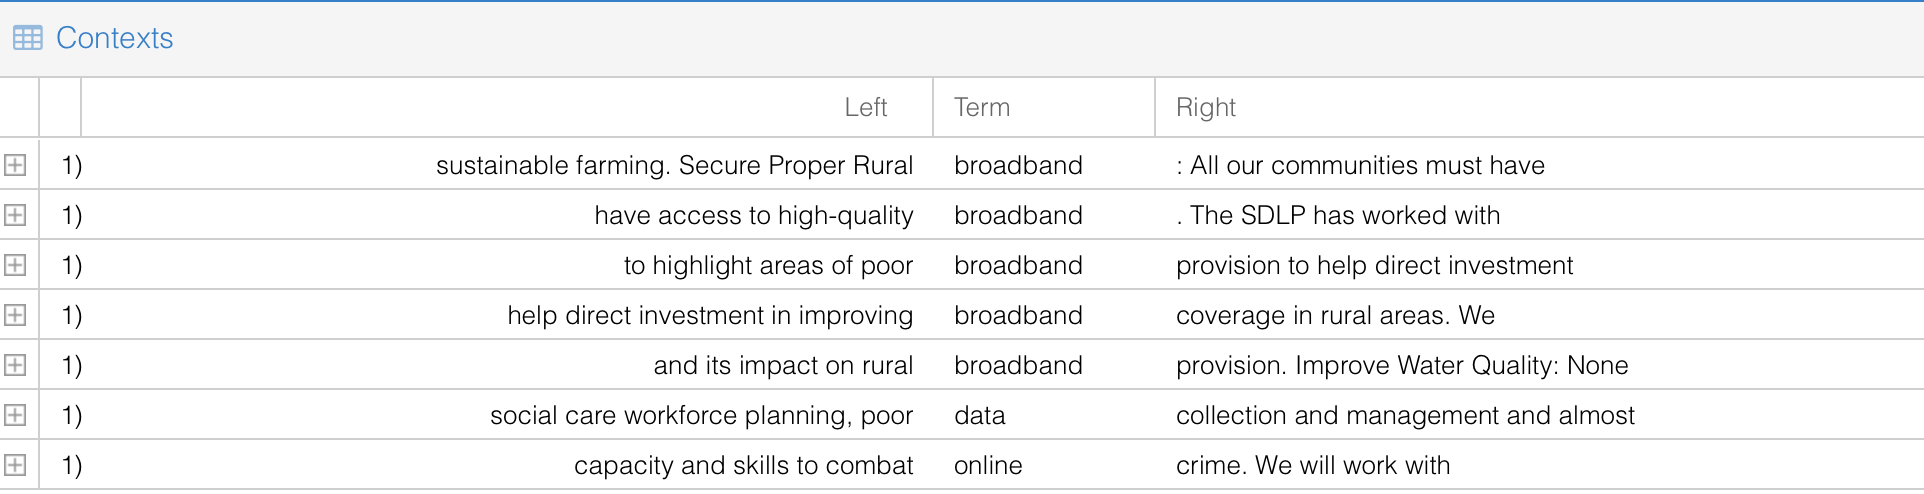 Contexts
Left Term Right
1) sustainable farming. Secure Proper Rural broadband : All our communities must have
1) have access to high-quality broadband . The SDLP has worked with
1) to highlight areas of poor broadband provision to help direct investment
1) help direct investment in improving broadband coverage in rural areas. We
1) and its impact on rural broadband provision. Improve Water Quality: None
1) social care workforce planning, poor data collection and management and almost
1) capacity and skills to combat online crime. We will work with